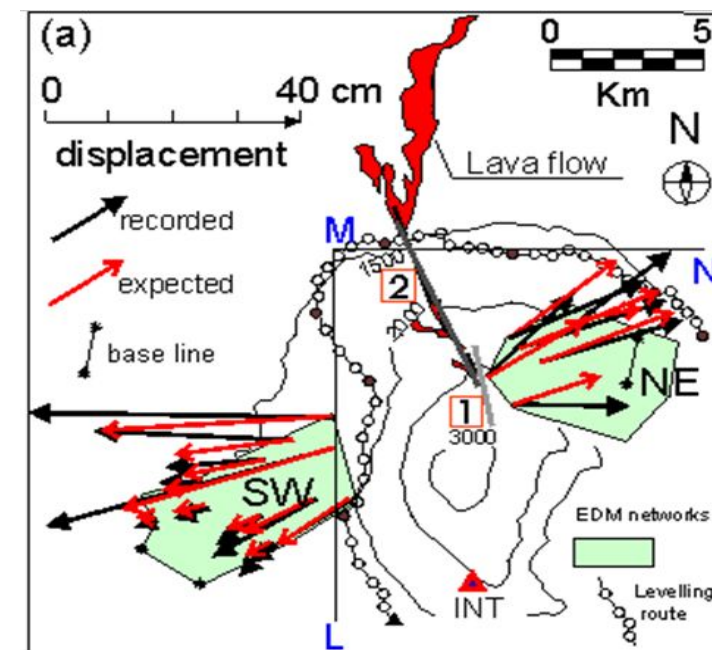 (a)
0 5
Km
0 40 cm
displacement
N
Lava flow
recorded
M
1500
N
expected
2
base line
1
NE
3000
SW
EDM networks
Levelling
route
INT
L